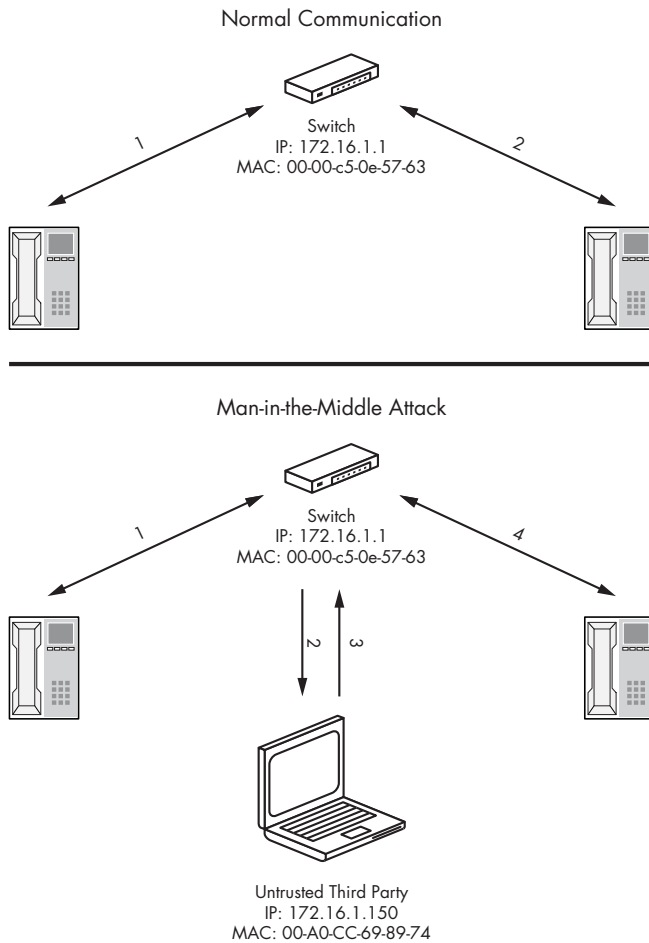 Normal Communication
1
2
Switch
IP: 172.16.1.1
MAC: 00-00-c5-0e-57-63
Man-in-the-Middle Attack
1
4
Switch
IP: 172.16.1.1
MAC: 00-00-c5-0e-57-63
2
3
Untrusted Third Party
IP: 172.16.1.150
MAC: 00-A0-CC-69-89-74